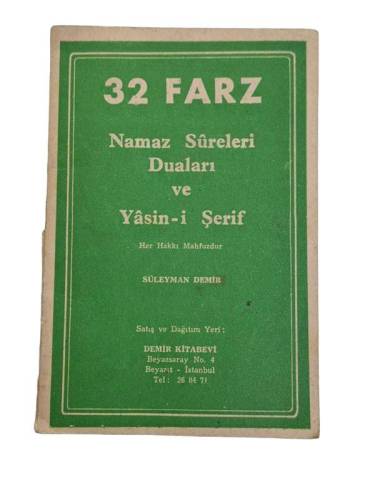 32 FARZ
Namaz Sûreleri
Duaları
ve
Yâsin-i Şerif
Her Hakkı Mahfuzdur
SÜLEYMAN DEMİR
Satış ve Dağıtım Yeri :
DEMİR KİTABEVİ
Beyazsaray No. 4
Beyazıt - İstanbul
Tel : 26 04 71